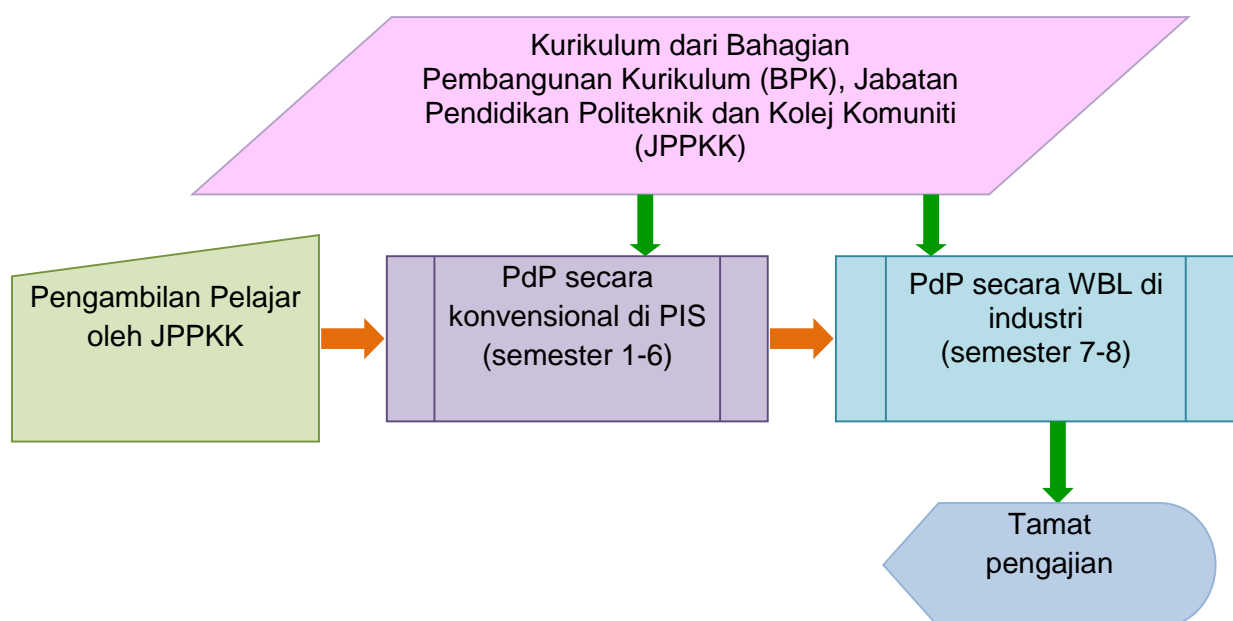 Kurikulum dari Bahagian
Pembangunan Kurikulum (BPK), Jabatan
Pendidikan Politeknik dan Kolej Komuniti
(JPPKK)
Pengambilan Pelajar
oleh JPPKK
PdP secara
konvensional di PIS
(semester 1-6)
PdP secara WBL di
industri
(semester 7-8)
Tamat
pengajian